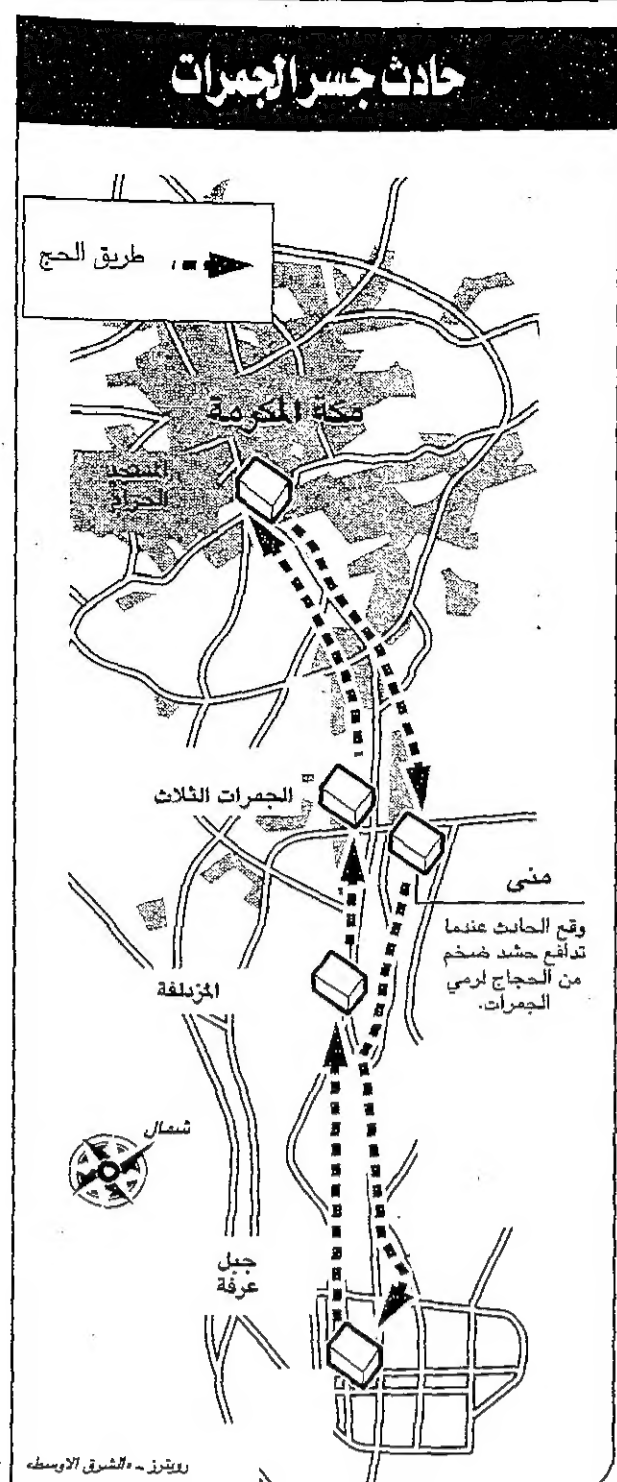 حادث جسر الجمرات
طريق الحج
مكة المكرمة
المسجد
الحرام
الجمرات الثلاث
منى
وقع الحادث عندما
تدافع حشد ضخم
من الحجاج لرمي
الجمرات.
المزدلفة
شمال
جبل
عرفة
رويترز - «الشرق الاوسط»